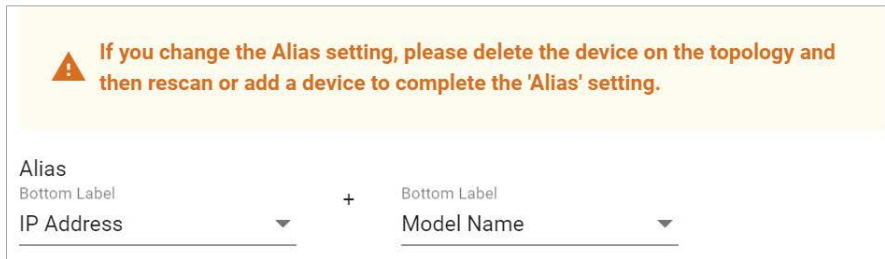 If you change the Alias setting, please delete the device on the topology and
then rescan or add a device to complete the 'Alias' setting.
Alias
Bottom Label
IP Address
+
Bottom Label
Model Name